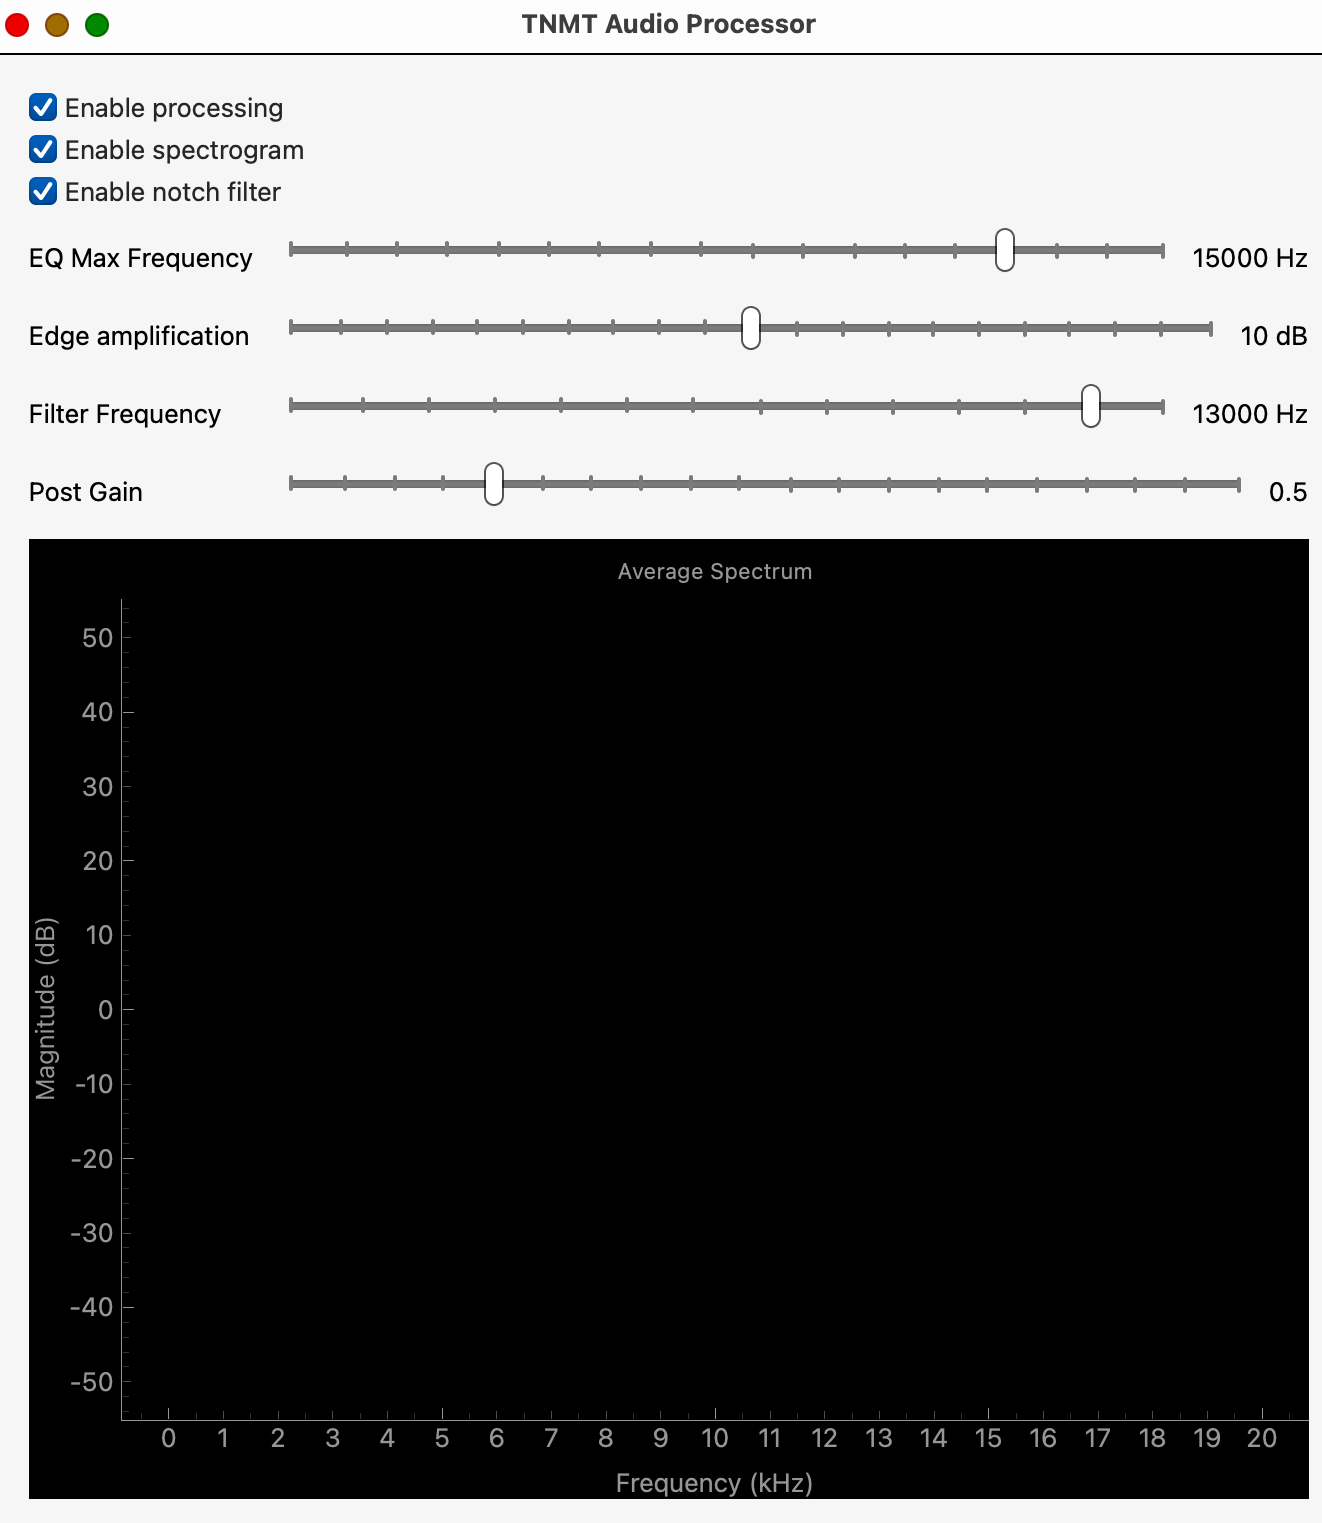 TNMT Audio Processor
Enable processing
Enable spectrogram
Enable notch filter
EQ Max Frequency 15000 Hz
Edge amplification 10 dB
Filter Frequency 13000 Hz
Post Gain 0.5
Average Spectrum
50
40
30
20
10
0
-10
-20
-30
-40
-50
Magnitude (dB)
0 1 2 3 4 5 6 7 8 9 10 11 12 13 14 15 16 17 18 19 20
Frequency (kHz)